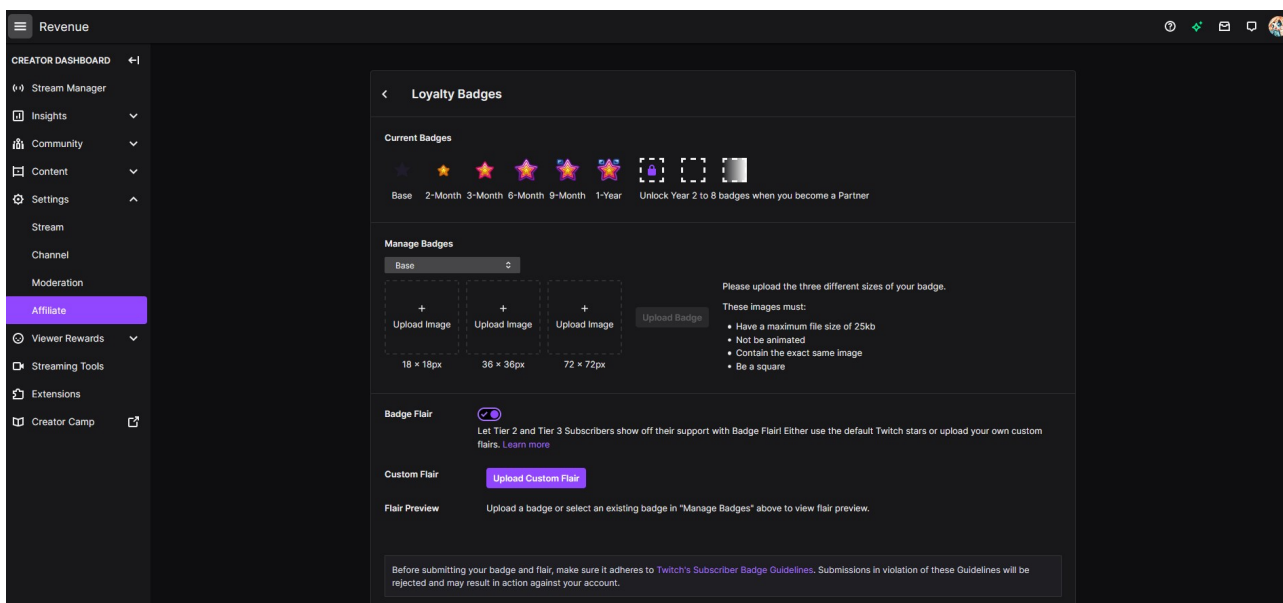 Revenue
CREATOR DASHBOARD
Stream Manager
Insights
Community
Content
Settings
Stream
Channel
Moderation
Affiliate
Viewer Rewards
Streaming Tools
Extensions
Creator Camp
Loyalty Badges
Current Badges
Base 2-Month 3-Month 6-Month 9-Month 1-Year Unlock Year 2 to 8 badges when you become a Partner
Manage Badges
Base
+ + +
Upload Image Upload Image Upload Image
18 × 18px 36 × 36px 72 × 72px
Upload Badge
Please upload the three different sizes of your badge.
These images must:
• Have a maximum file size of 25kb
• Not be animated
• Contain the exact same image
• Be a square
Badge Flair
Let Tier 2 and Tier 3 Subscribers show off their support with Badge Flair! Either use the default Twitch stars or upload your own custom
flairs. Learn more
Custom Flair Upload Custom Flair
Flair Preview Upload a badge or select an existing badge in "Manage Badges" above to view flair preview.
Before submitting your badge and flair, make sure it adheres to Twitch's Subscriber Badge Guidelines. Submissions in violation of these Guidelines will be
rejected and may result in action against your account.